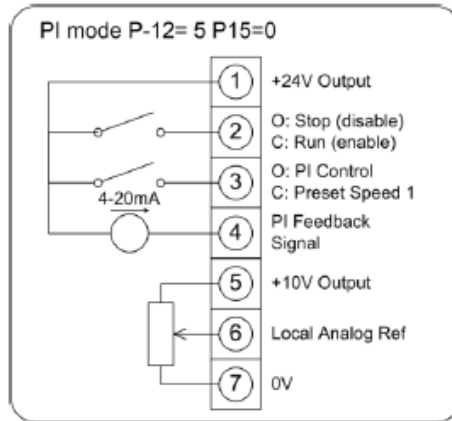 PI mode P-12= 5 P15=0
1 +24V Output
2 O: Stop (disable)
C: Run (enable)
3 O: PI Control
C: Preset Speed 1
4-20mA
4 PI Feedback
Signal
5 +10V Output
6 Local Analog Ref
7 0V